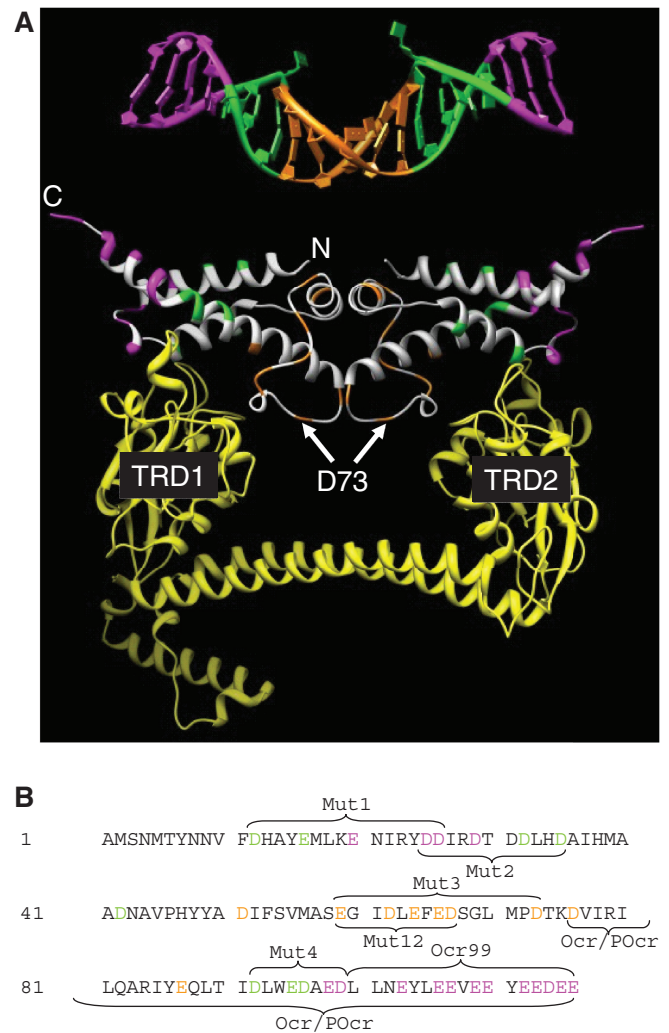 A
C
N
TRD1
D73
TRD2
B
Mut1
1 AMSNMTYNNV FDHAYEMLKE NIRYDDIRDT DDLHDAIHMA
Mut2
Mut3
41 ADNAVPHYYA DIFSVMASEG IDLEFEDSGL MPDTKDVIRI
Mut12
Ocr/POcr
Mut4
Ocr99
81 LQARIYEQLT IDLWEDAEDL LNEYLEEVEE YEEDEE
Ocr/POcr